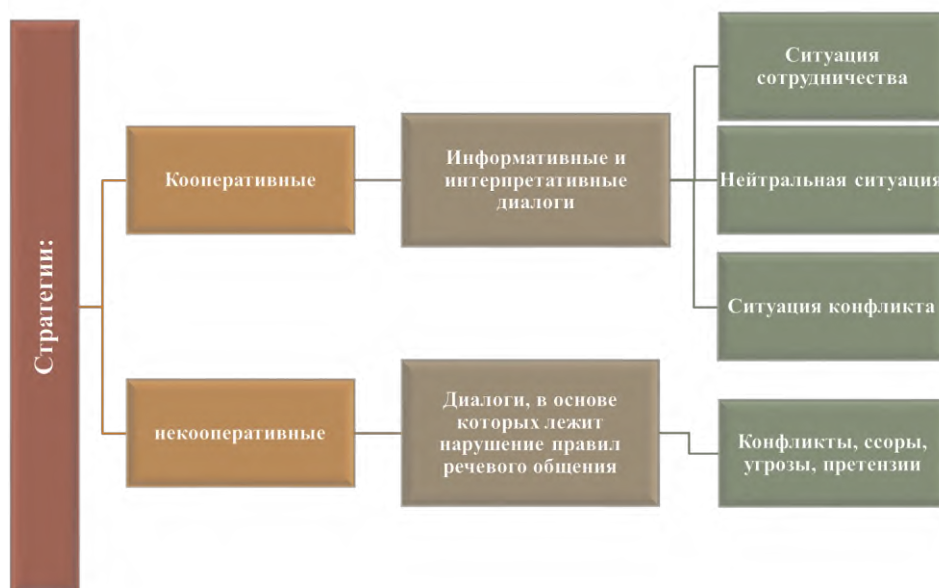 Стратегии:
Кооперативные
Информативные и
интерпретативные
диалоги
Ситуация
сотрудничества
Нейтральная ситуация
Ситуация конфликта
некооперативные
Диалоги, в основе
которых лежит
нарушение правил
речевого общения
Конфликты, ссоры,
угрозы, претензии